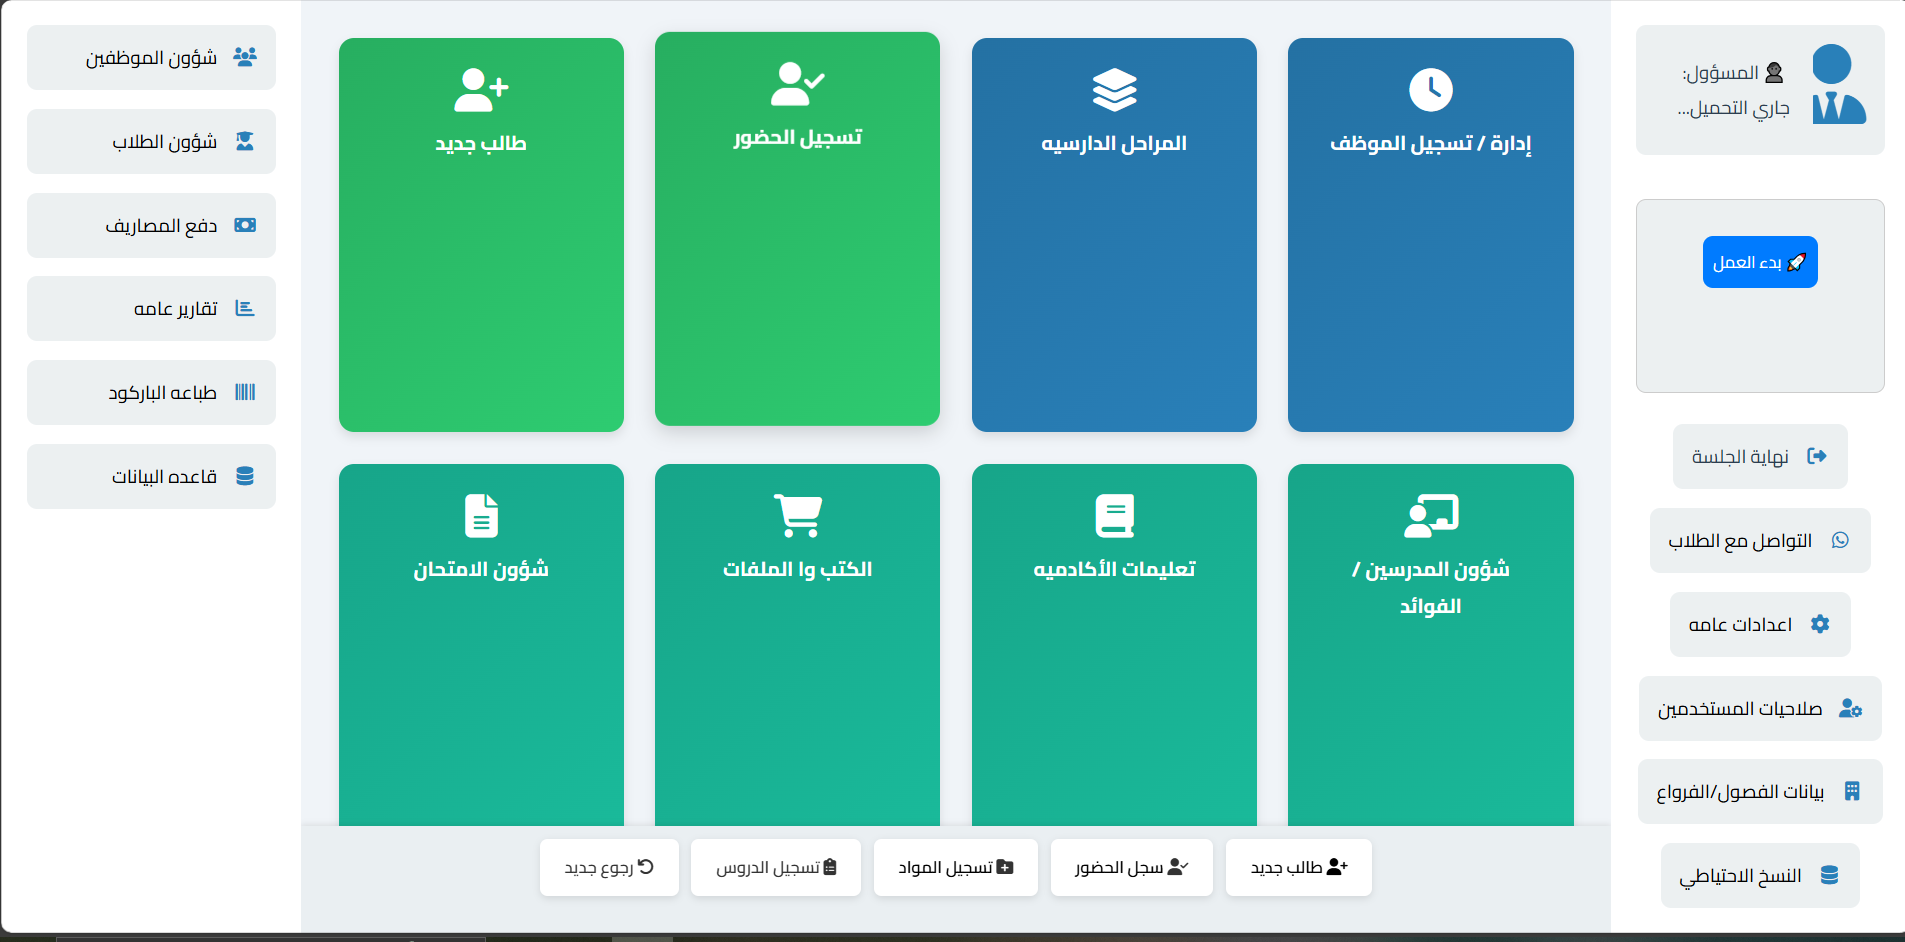 المسؤول:
جاري التحميل...
بدء العمل
نهاية الجلسة
التواصل مع الطلاب
اعدادات عامه
صلاحيات المستخدمين
بيانات الفصول/الفرواع
النسخ الاحتياطي
إدارة / تسجيل الموظف
المراحل الدارسيه
تسجيل الحضور
طالب جديد
شؤون المدرسين /
الفوائد
تعليمات الأكادميه
الكتب وا الملفات
شؤون الامتحان
طالب جديد
سجل الحضور
تسجيل المواد
تسجيل الدروس
رجوع جديد
شؤون الموظفين
شؤون الطلاب
دفع المصاريف
تقارير عامه
طباعه الباركود
قاعده البيانات